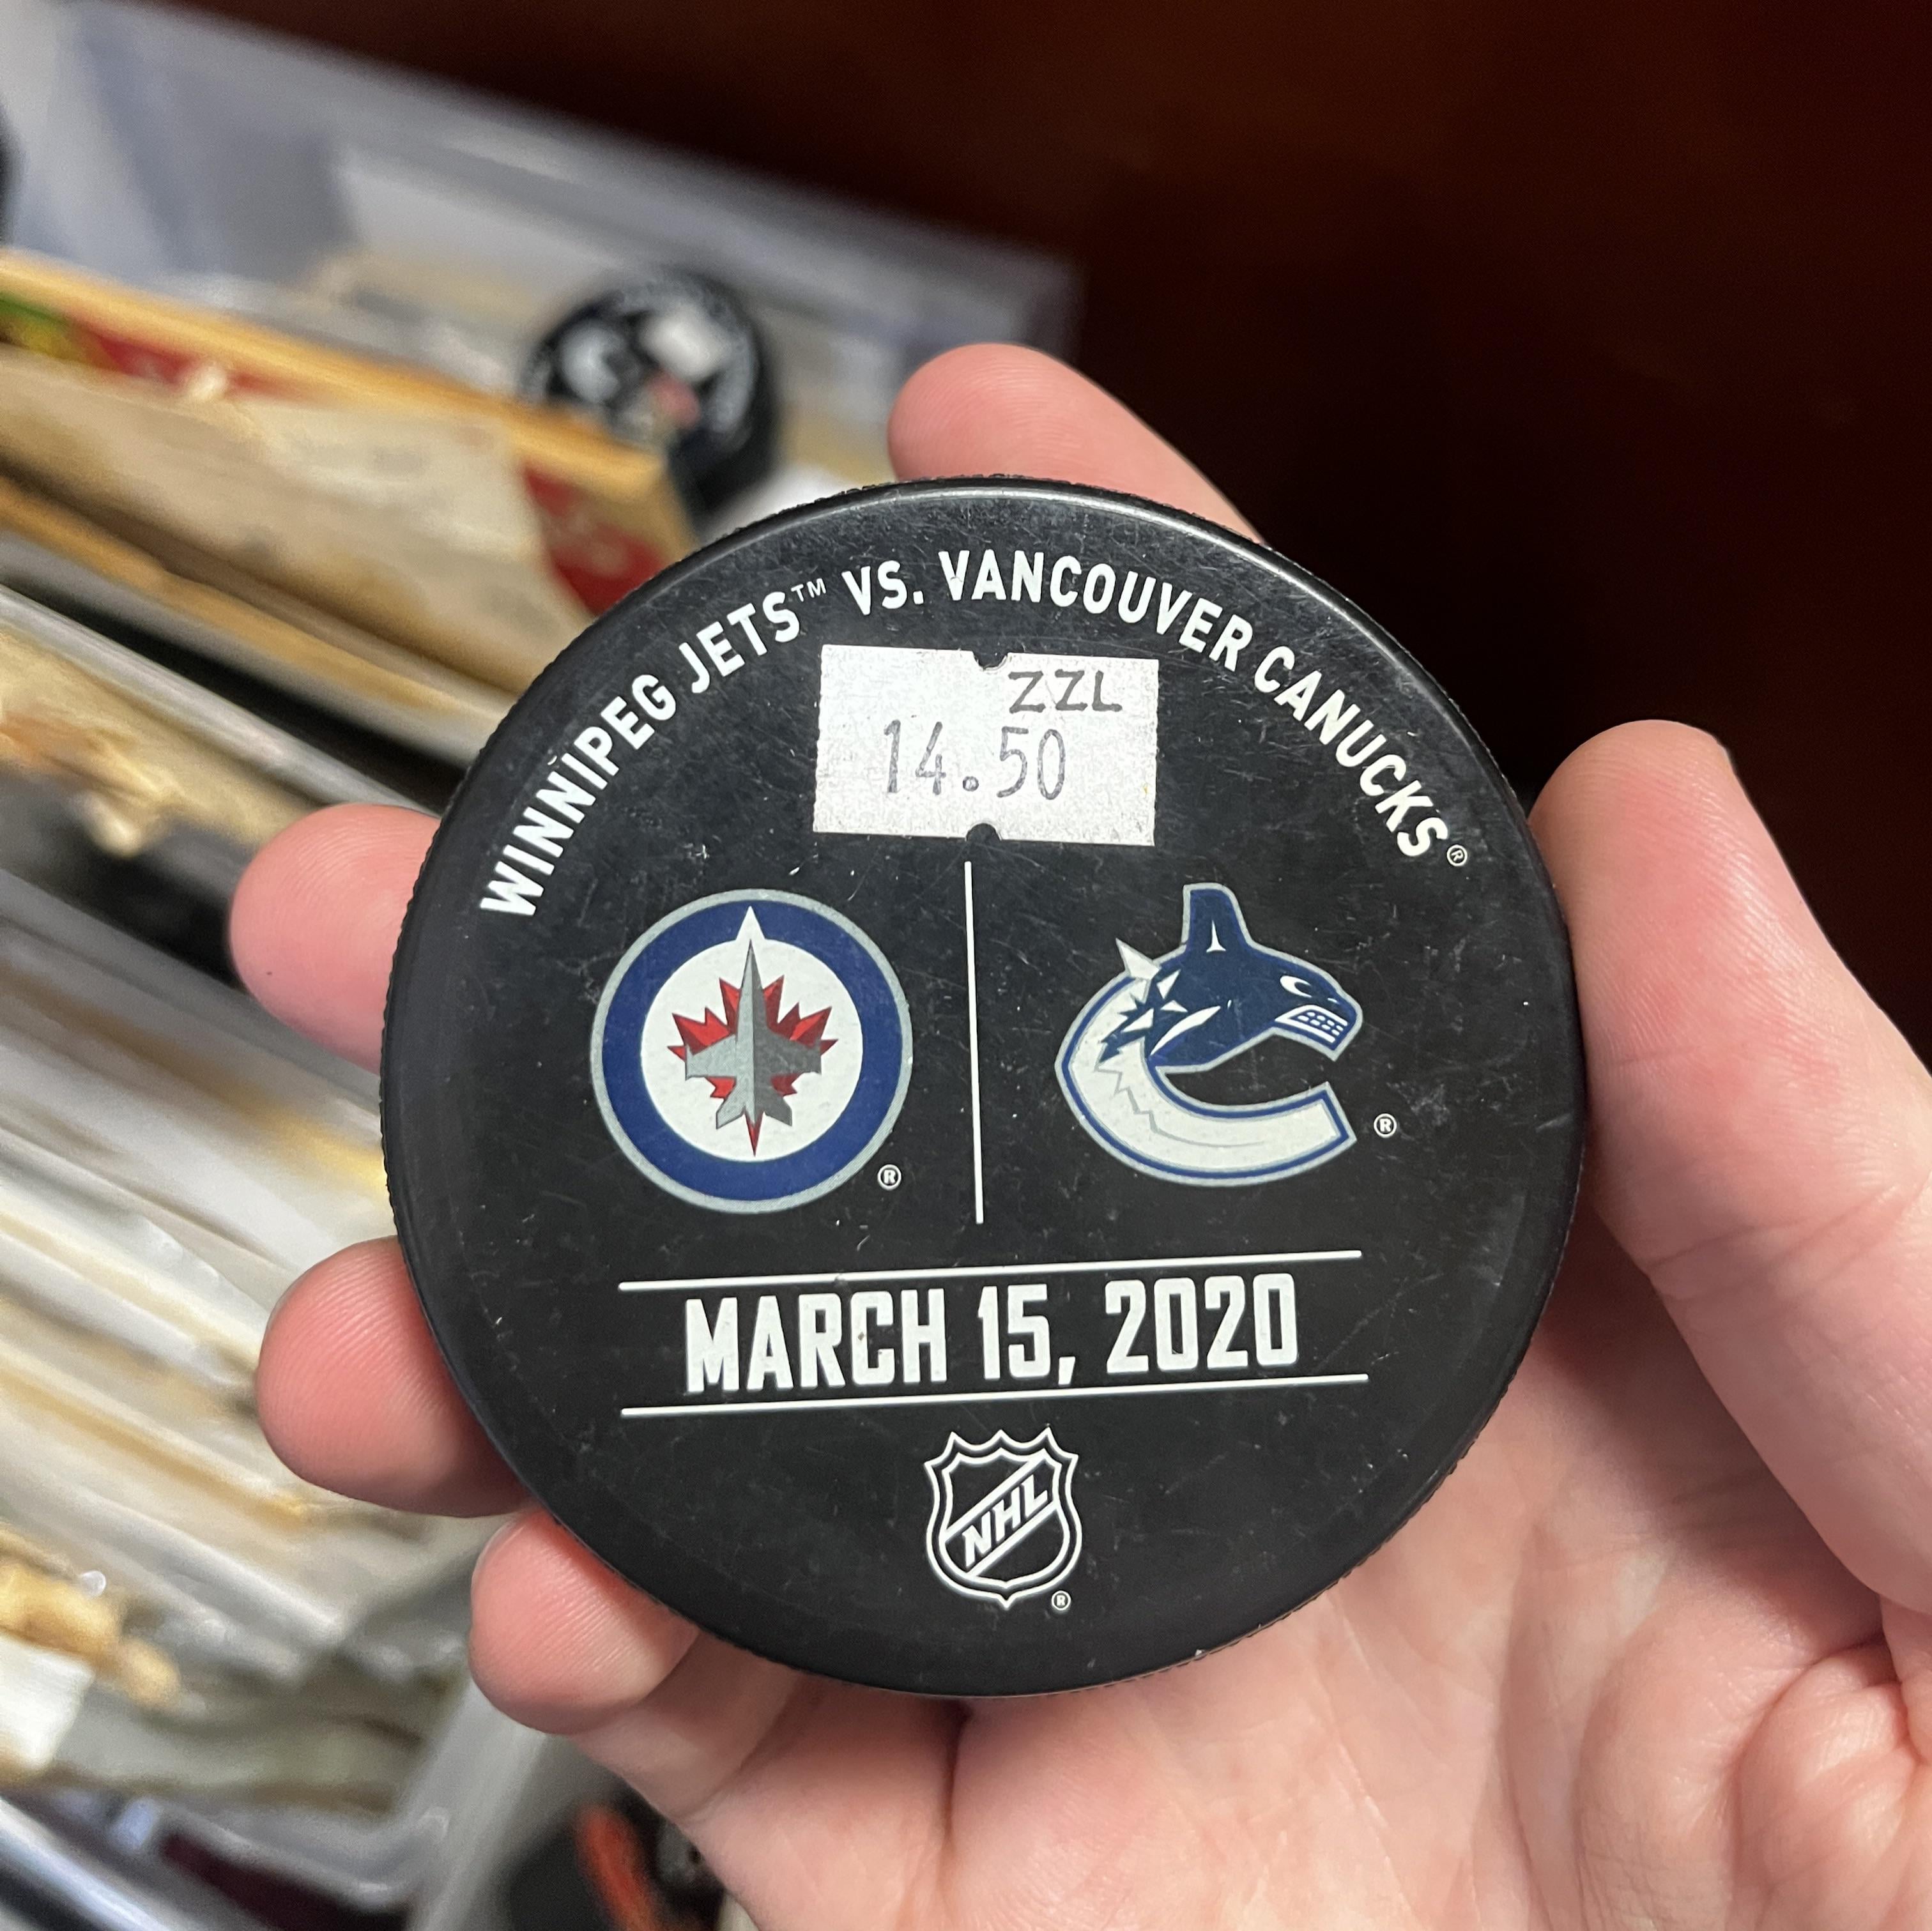 WINNIPEG JETS™ VS. VANCOUVER CANUCKS®
ZZL
14.50
®
®
MARCH 15, 2020
NHL
®